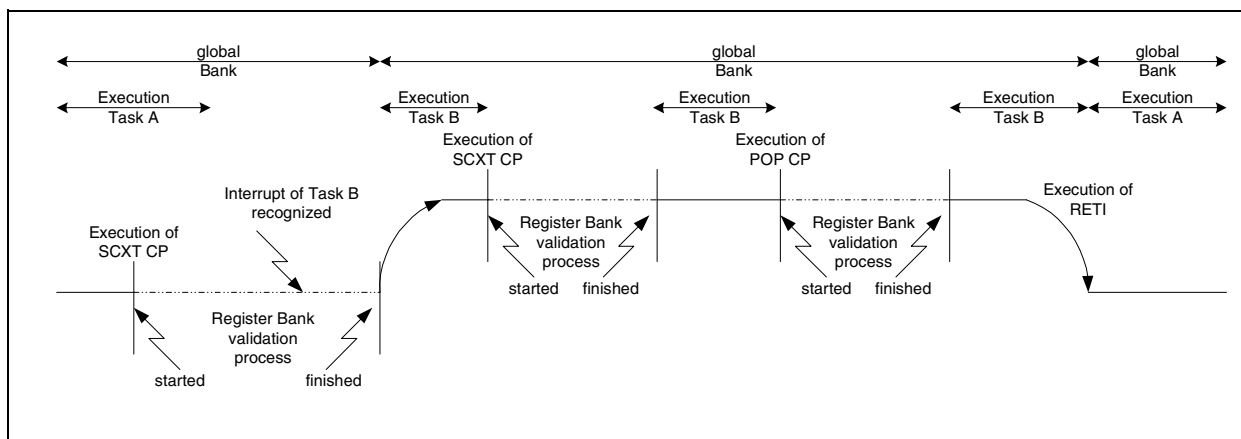 global
Bank
global
Bank
global
Bank
Execution
Task A
Execution
Task B
Execution
Task B
Execution
Task B
Execution
Task A
Execution of
SCXT CP
Execution of
POP CP
Interrupt of Task B
recognized
Execution of
RETI
Execution of
SCXT CP
Register Bank
validation
process
Register Bank
validation
process
started
finished
started
finished
Register Bank
validation
process
started
finished